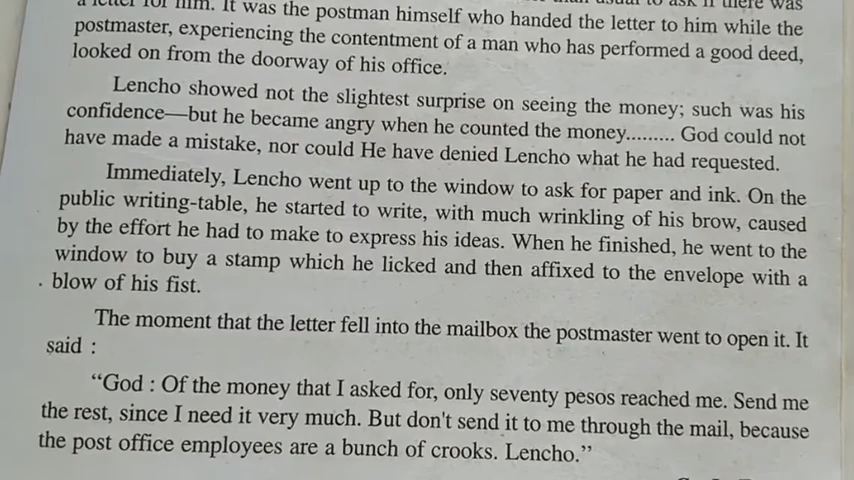 a letter for him. It was the postman himself who handed the letter to him while the
postmaster, experiencing the contentment of a man who has performed a good deed,
looked on from the doorway of his office.
Lencho showed not the slightest surprise on seeing the money; such was his
confidence—but he became angry when he counted the money......... God could not
have made a mistake, nor could He have denied Lencho what he had requested.
Immediately, Lencho went up to the window to ask for paper and ink. On the
public writing-table, he started to write, with much wrinkling of his brow, caused
by the effort he had to make to express his ideas. When he finished, he went to the
window to buy a stamp which he licked and then affixed to the envelope with a
blow of his fist.
The moment that the letter fell into the mailbox the postmaster went to open it. It
said :
“God : Of the money that I asked for, only seventy pesos reached me. Send me
the rest, since I need it very much. But don't send it to me through the mail, because
the post office employees are a bunch of crooks. Lencho.”